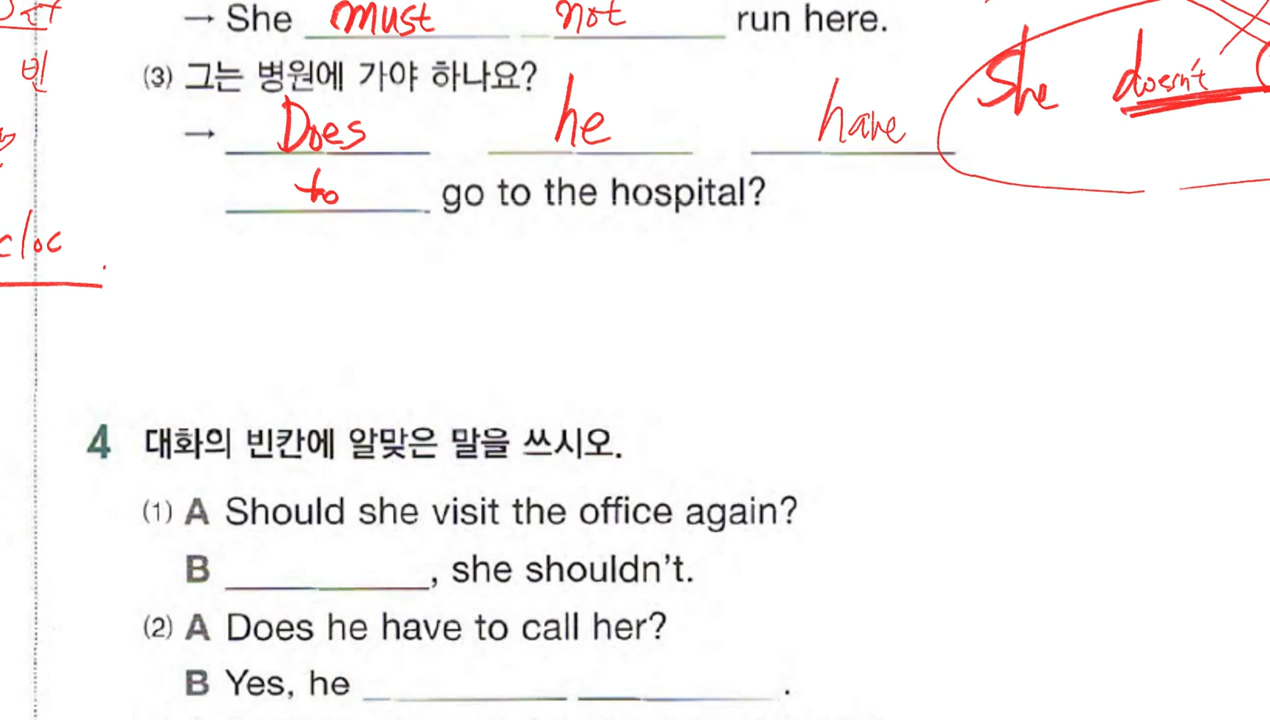 → She must not run here.
빈
(3) 그는 병원에 가야 하나요?
She doesn't
→ Does he have
to go to the hospital?
cloc
4 대화의 빈칸에 알맞은 말을 쓰시오.
(1) A Should she visit the office again?
B ________, she shouldn't.
(2) A Does he have to call her?
B Yes, he ________ ________.